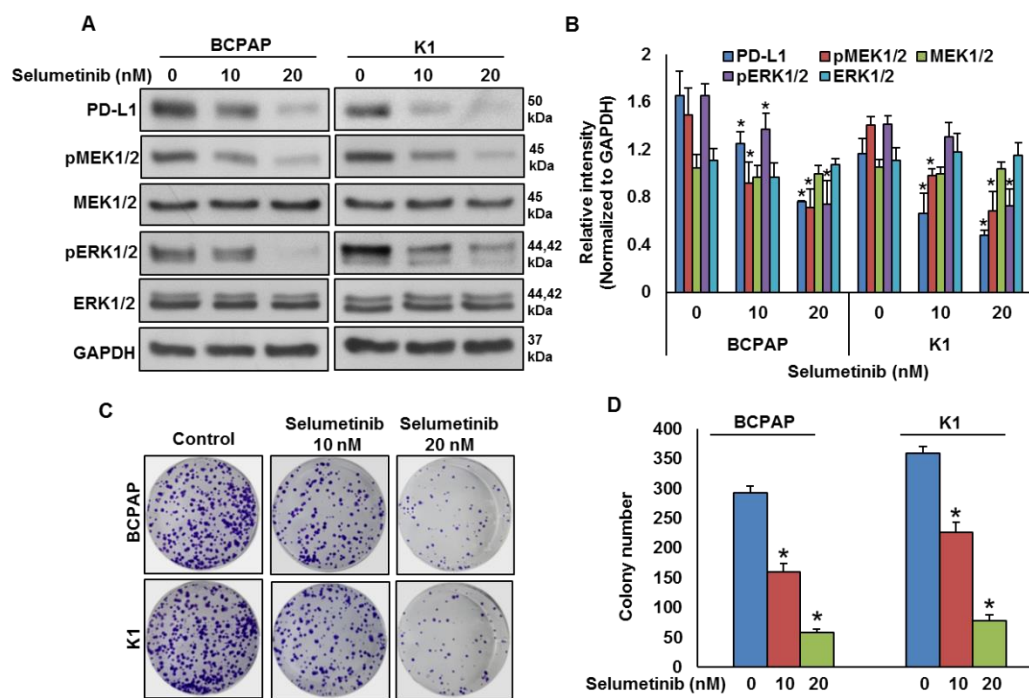 A
BCPAP K1
Selumetinib (nM) 0 10 20 0 10 20
PD-L1 50 kDa
pMEK1/2 45 kDa
MEK1/2 45 kDa
pERK1/2 44,42 kDa
ERK1/2 44,42 kDa
GAPDH 37 kDa
B
PD-L1 pMEK1/2 MEK1/2
pERK1/2 ERK1/2
Relative intensity
(Normalized to GAPDH)
2
1.6
1.2
0.8
0.4
0
* * * * * * * * * *
0 10 20 0 10 20
BCPAP K1
Selumetinib (nM)
C
Control Selumetinib 10 nM Selumetinib 20 nM
BCPAP
K1
D
BCPAP K1
Colony number
400
350
300
250
200
150
100
50
0
* * * *
Selumetinib (nM) 0 10 20 0 10 20